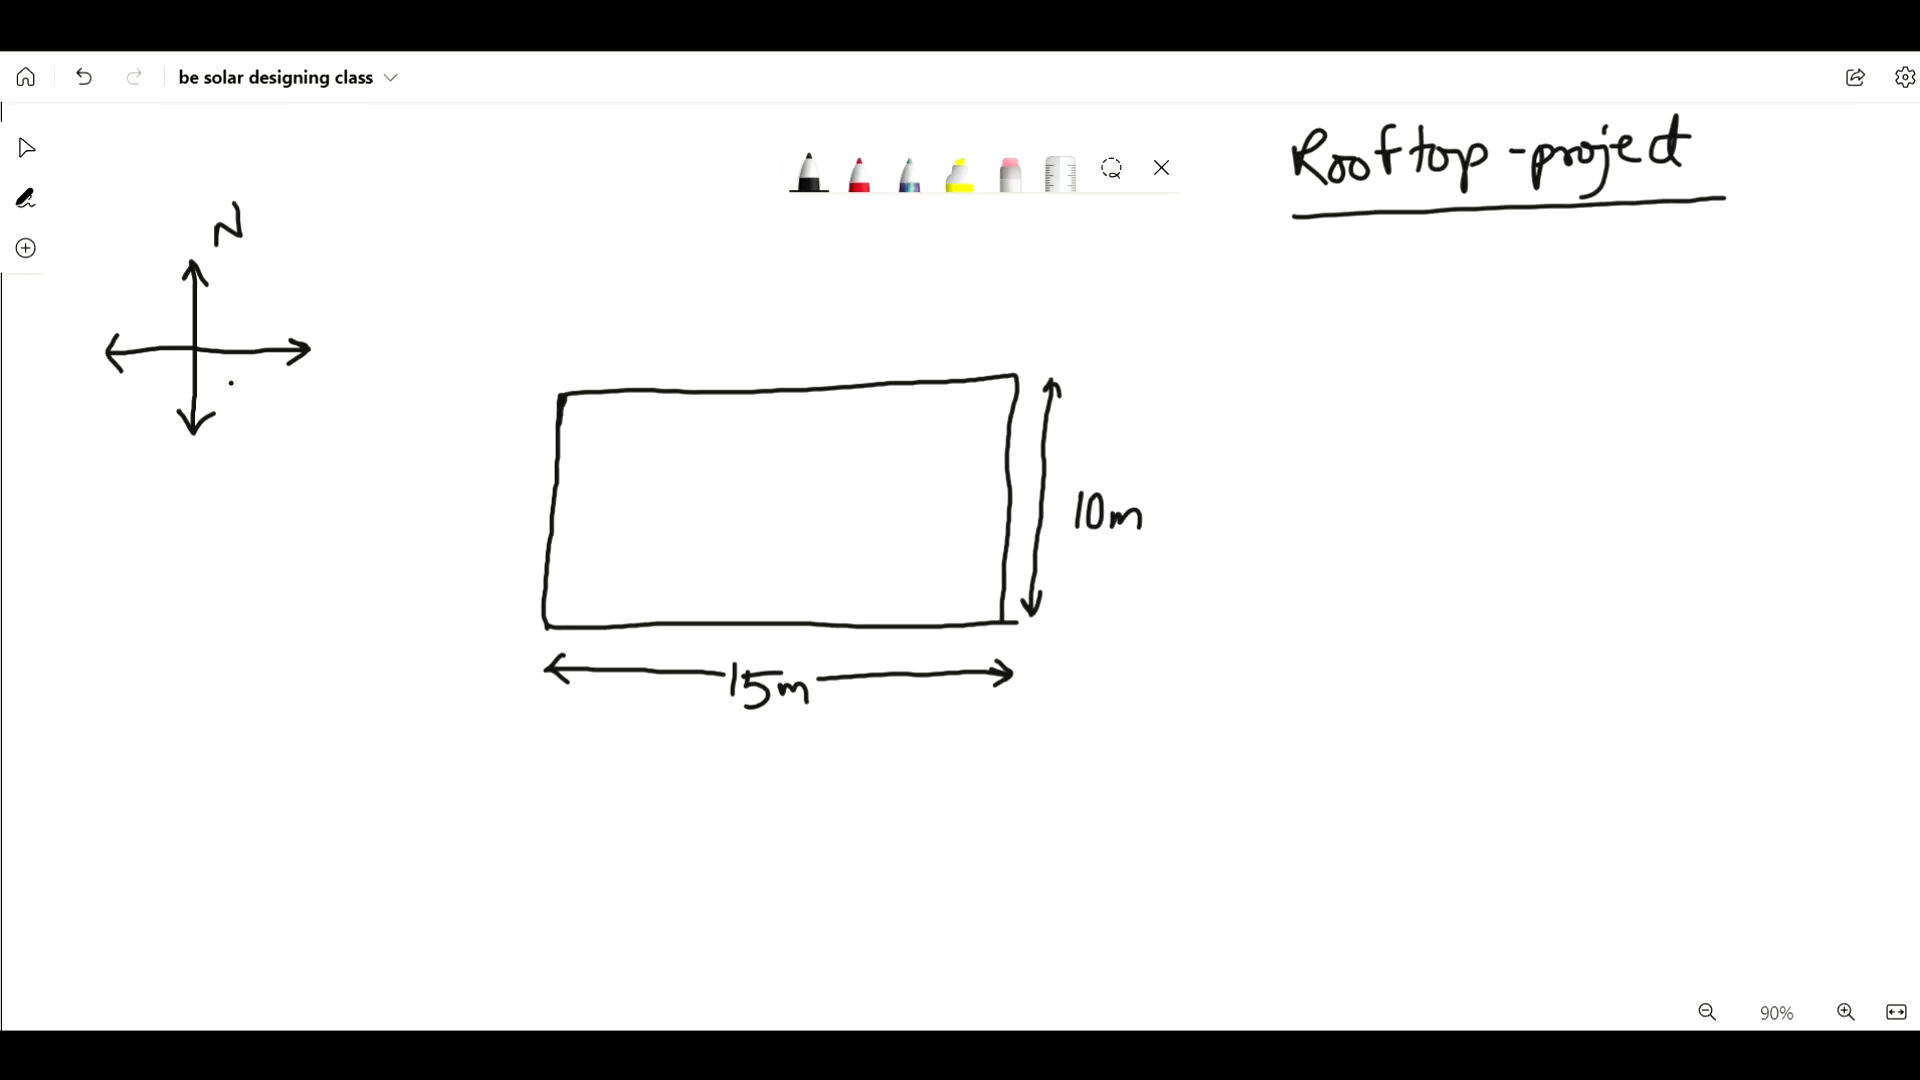 be solar designing class
Rooftop-project
N
10m
15m
90%